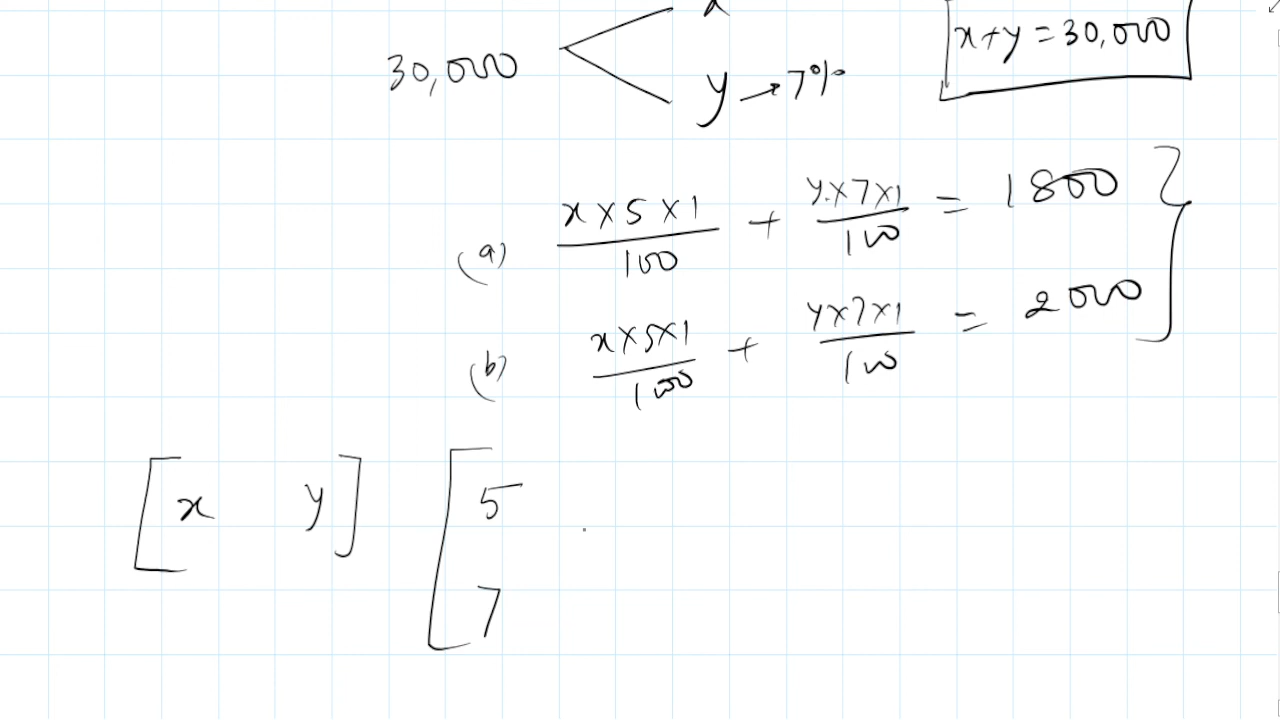 x
30,000
y → 7%
x+y = 30,000
(a) x×5×1/100 + y×7×1/100 = 1800
(b) x×5×1/100 + y×7×1/100 = 2000
[x y] [5
7